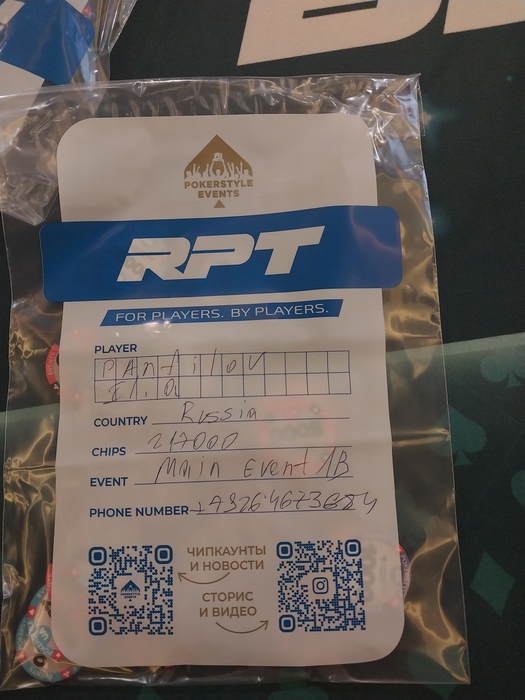 POKERSTYLE
EVENTS
RPT
FOR PLAYERS. BY PLAYERS.
PLAYER
PANtilov
COUNTRY Russia
CHIPS 217000
EVENT Main Event 1B
PHONE NUMBER
ЧИПКАУНТЫ
И НОВОСТИ
СТОРИС
И ВИДЕО